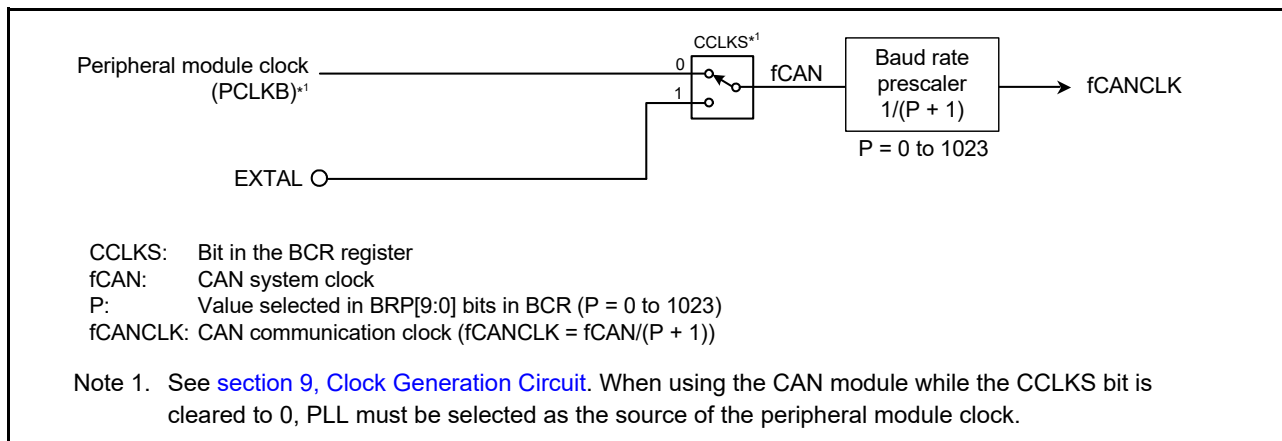 CCLKS*1
Peripheral module clock
(PCLKB)*1
0
1
fCAN
Baud rate
prescaler
1/(P + 1)
fCANCLK
P = 0 to 1023
EXTAL
CCLKS: Bit in the BCR register
fCAN: CAN system clock
P: Value selected in BRP[9:0] bits in BCR (P = 0 to 1023)
fCANCLK: CAN communication clock (fCANCLK = fCAN/(P + 1))
Note 1. See section 9, Clock Generation Circuit. When using the CAN module while the CCLKS bit is
cleared to 0, PLL must be selected as the source of the peripheral module clock.